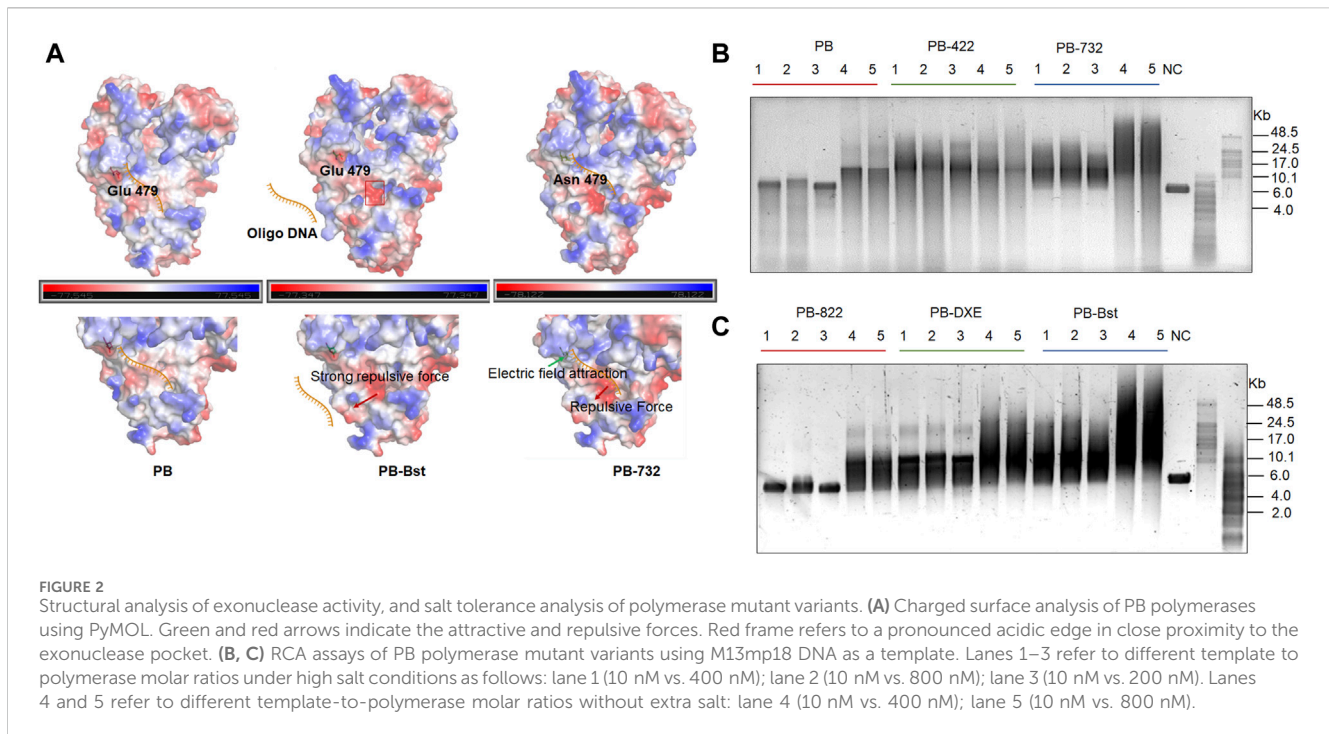 A
Glu 479
Glu 479
Asn 479
Oligo DNA
-77.545 77.545
-77.347 77.347
-78.122 78.122
Strong repulsive force
Electric field attraction
Repulsive Force
PB
PB-Bst
PB-732
B
PB PB-422 PB-732
1 2 3 4 5 1 2 3 4 5 1 2 3 4 5 NC
Kb
48.5
24.5
17.0
10.1
6.0
4.0
C
PB-822 PB-DXE PB-Bst
1 2 3 4 5 1 2 3 4 5 1 2 3 4 5 NC
Kb
48.5
24.5
17.0
10.1
6.0
4.0
2.0
FIGURE 2
Structural analysis of exonuclease activity, and salt tolerance analysis of polymerase mutant variants. (A) Charged surface analysis of PB polymerases
using PyMOL. Green and red arrows indicate the attractive and repulsive forces. Red frame refers to a pronounced acidic edge in close proximity to the
exonuclease pocket. (B, C) RCA assays of PB polymerase mutant variants using M13mp18 DNA as a template. Lanes 1–3 refer to different template to
polymerase molar ratios under high salt conditions as follows: lane 1 (10 nM vs. 400 nM); lane 2 (10 nM vs. 800 nM); lane 3 (10 nM vs. 200 nM). Lanes
4 and 5 refer to different template-to-polymerase molar ratios without extra salt: lane 4 (10 nM vs. 400 nM); lane 5 (10 nM vs. 800 nM).